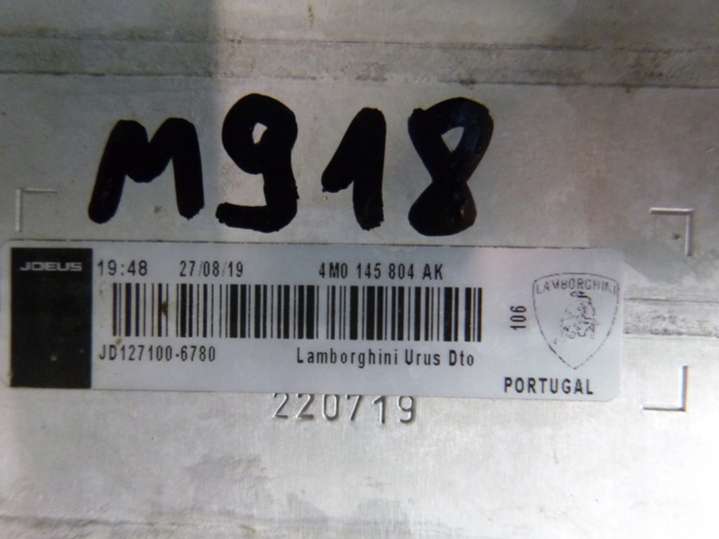 M918
JDEUS 19:48 27/08/19 4M0 145 804 AK
LAMBORGHINI
106
JD127100-6780 Lamborghini Urus Dto
PORTUGAL
220719